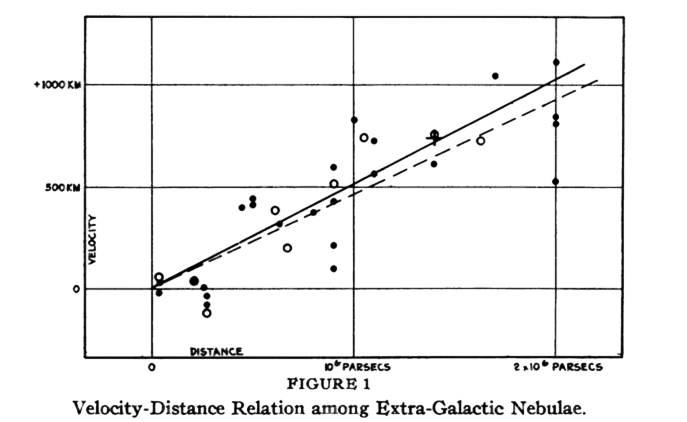 +1000 KM
500 KM
0
VELOCITY
DISTANCE
0
10⁶ PARSECS
2 x 10⁶ PARSECS
FIGURE 1
Velocity-Distance Relation among Extra-Galactic Nebulae.